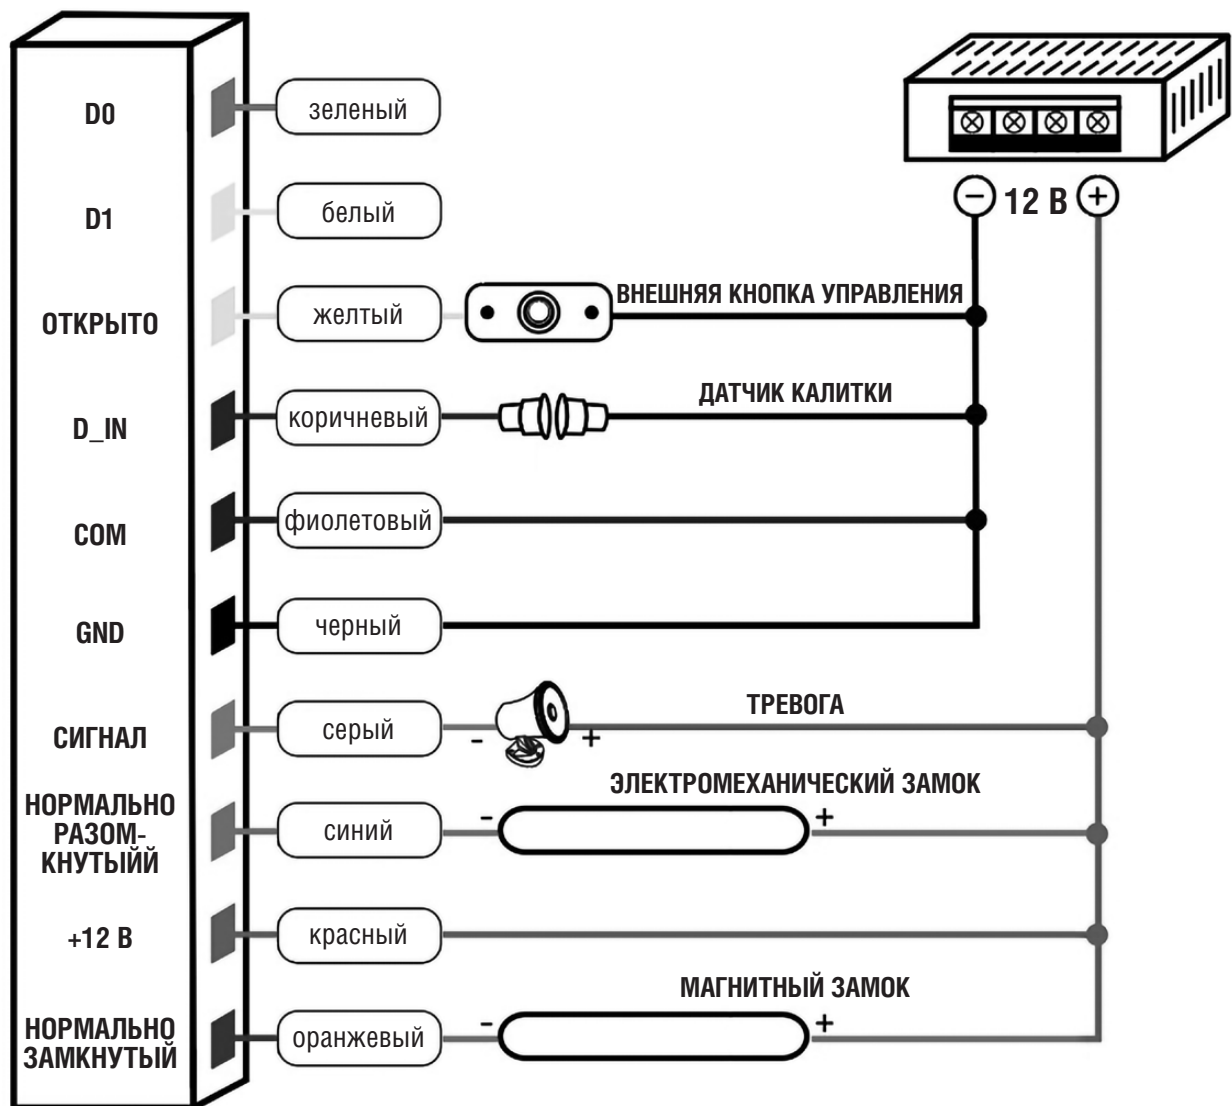 D0
зеленый
D1
белый
− 12 В +
ОТКРЫТО
желтый
ВНЕШНЯЯ КНОПКА УПРАВЛЕНИЯ
D_IN
коричневый
ДАТЧИК КАЛИТКИ
COM
фиолетовый
GND
черный
СИГНАЛ
серый
- +
ТРЕВОГА
НОРМАЛЬНО
РАЗОМ-
КНУТЫЙЙ
синий
ЭЛЕКТРОМЕХАНИЧЕСКИЙ ЗАМОК
- +
+12 В
красный
НОРМАЛЬНО
ЗАМКНУТЫЙ
оранжевый
МАГНИТНЫЙ ЗАМОК
- +